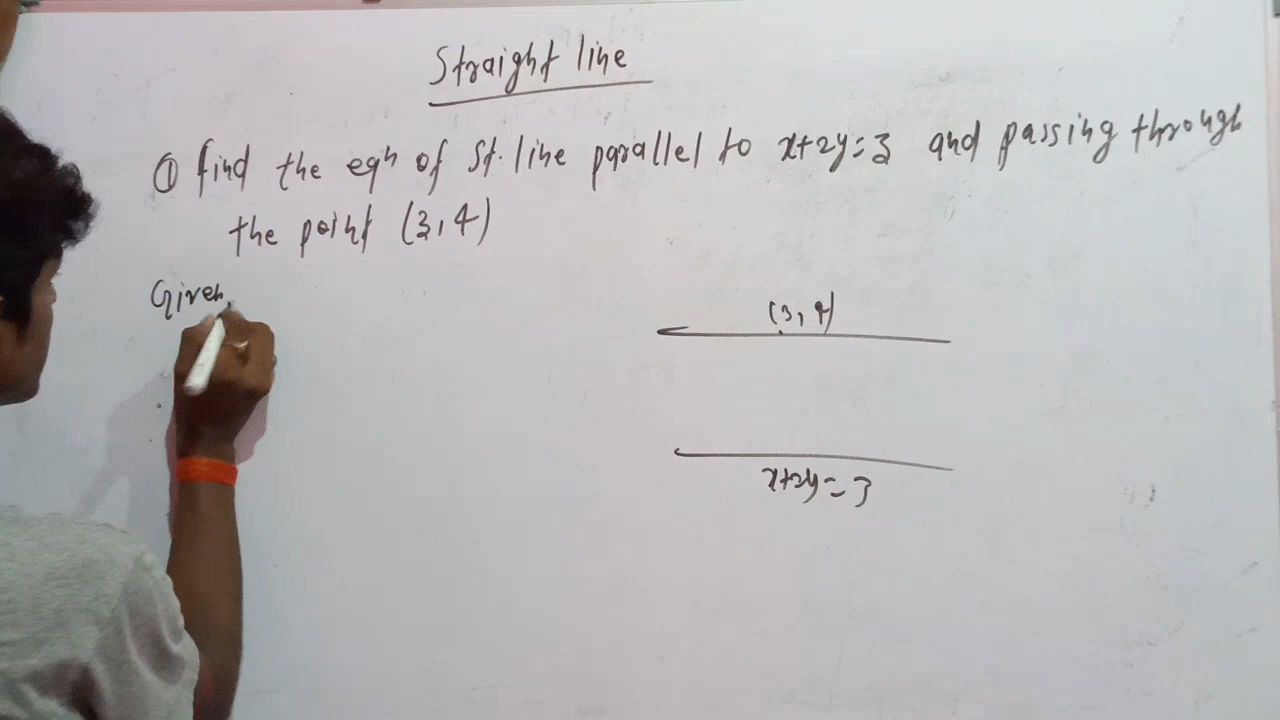 Straight line
① find the eqn of st. line parallel to x+2y=3 and passing through
the point (3,4)
Given,
(3,4)
x+2y=3